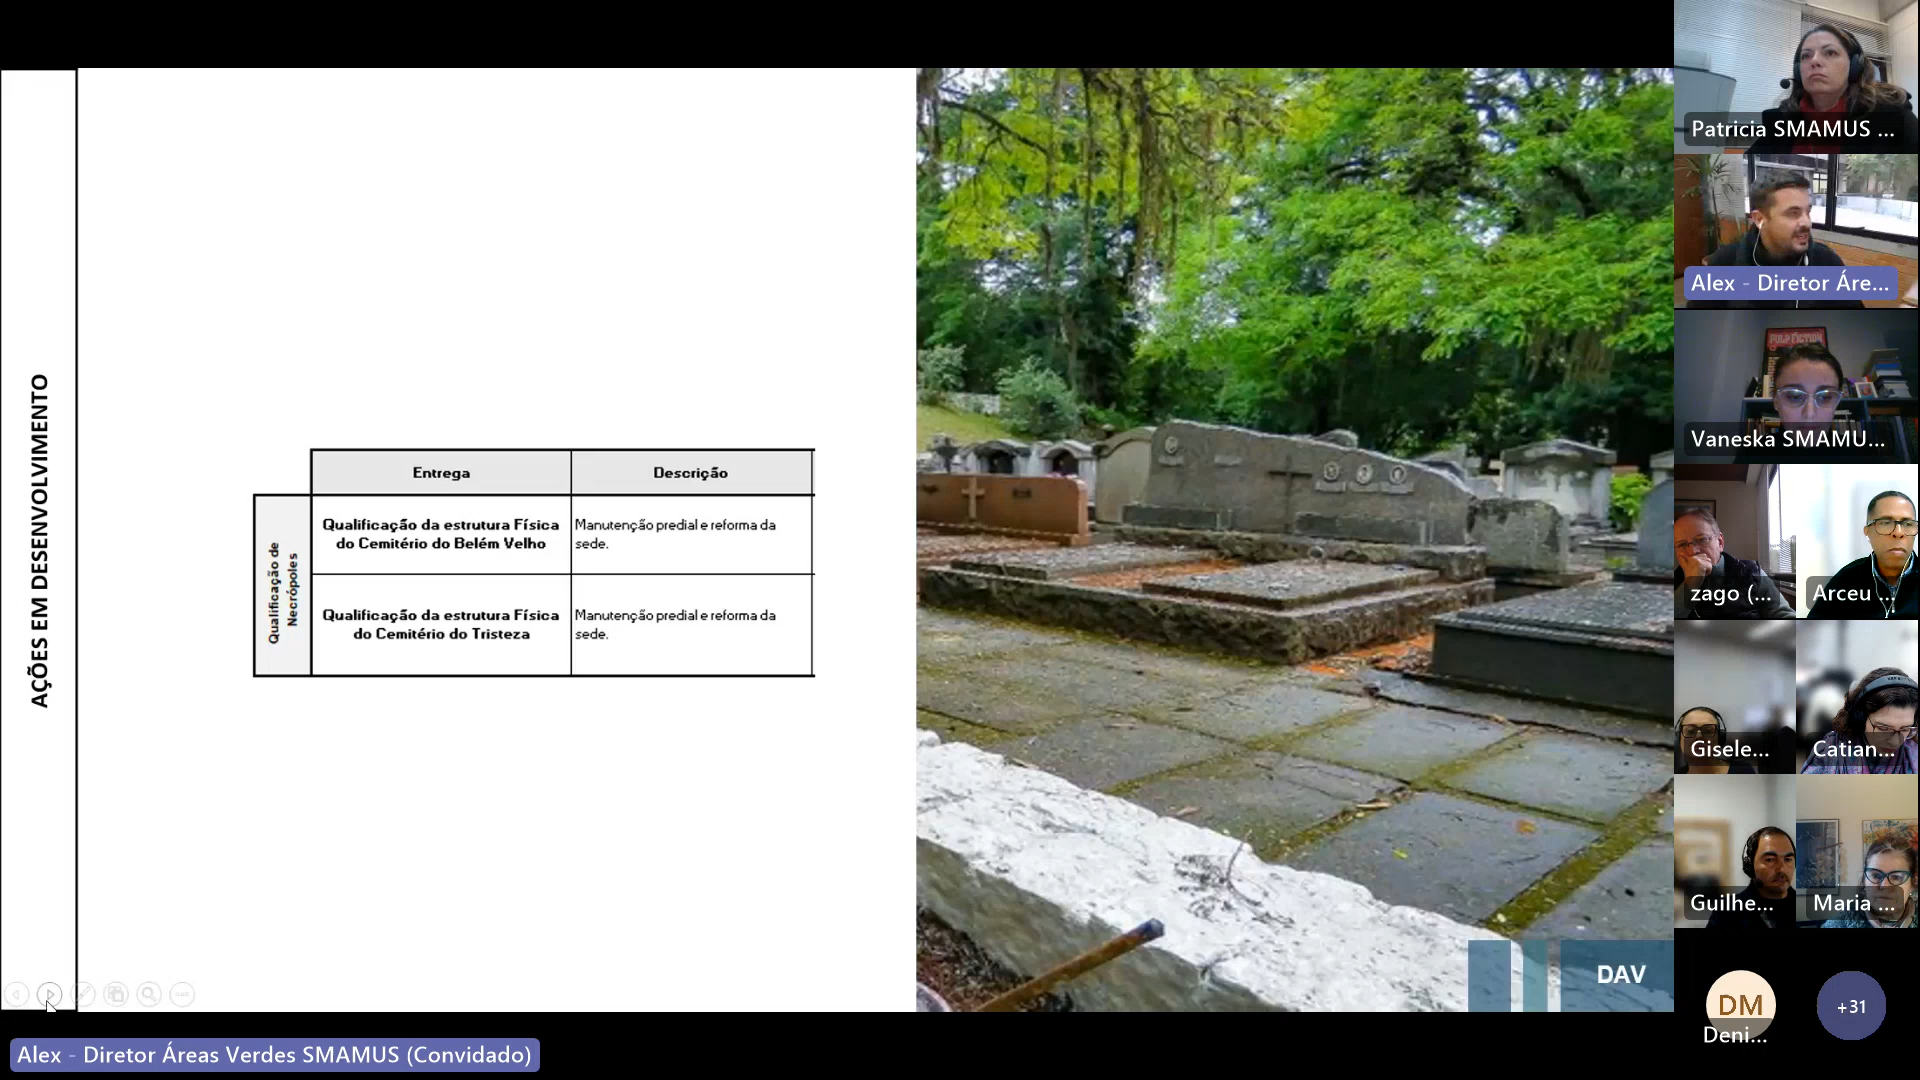 AÇÕES EM DESENVOLVIMENTO
Entrega
Descrição
Qualificação de
Necrópoles
Qualificação da estrutura Física
do Cemitério do Belém Velho
Manutenção predial e reforma da
sede.
Qualificação da estrutura Física
do Cemitério do Tristeza
Manutenção predial e reforma da
sede.
DAV
Alex - Diretor Áreas Verdes SMAMUS (Convidado)
Patricia SMAMUS ...
Alex - Diretor Áre...
PULP FICTION
Vaneska SMAMU...
zago (...
Arceu ...
Gisele...
Catian...
Guilhe...
Maria ...
DM
Deni...
+31